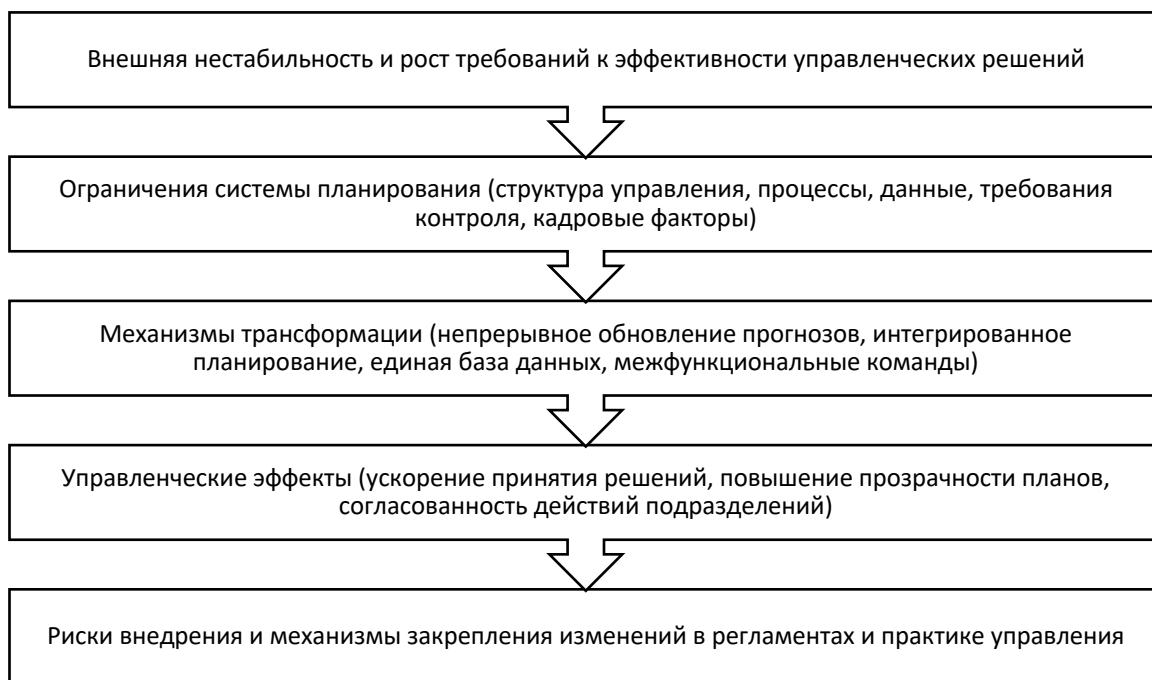 Внешняя нестабильность и рост требований к эффективности управленческих решений
Ограничения системы планирования (структура управления, процессы, данные, требования
контроля, кадровые факторы)
Механизмы трансформации (непрерывное обновление прогнозов, интегрированное
планирование, единая база данных, межфункциональные команды)
Управленческие эффекты (ускорение принятия решений, повышение прозрачности планов,
согласованность действий подразделений)
Риски внедрения и механизмы закрепления изменений в регламентах и практике управления